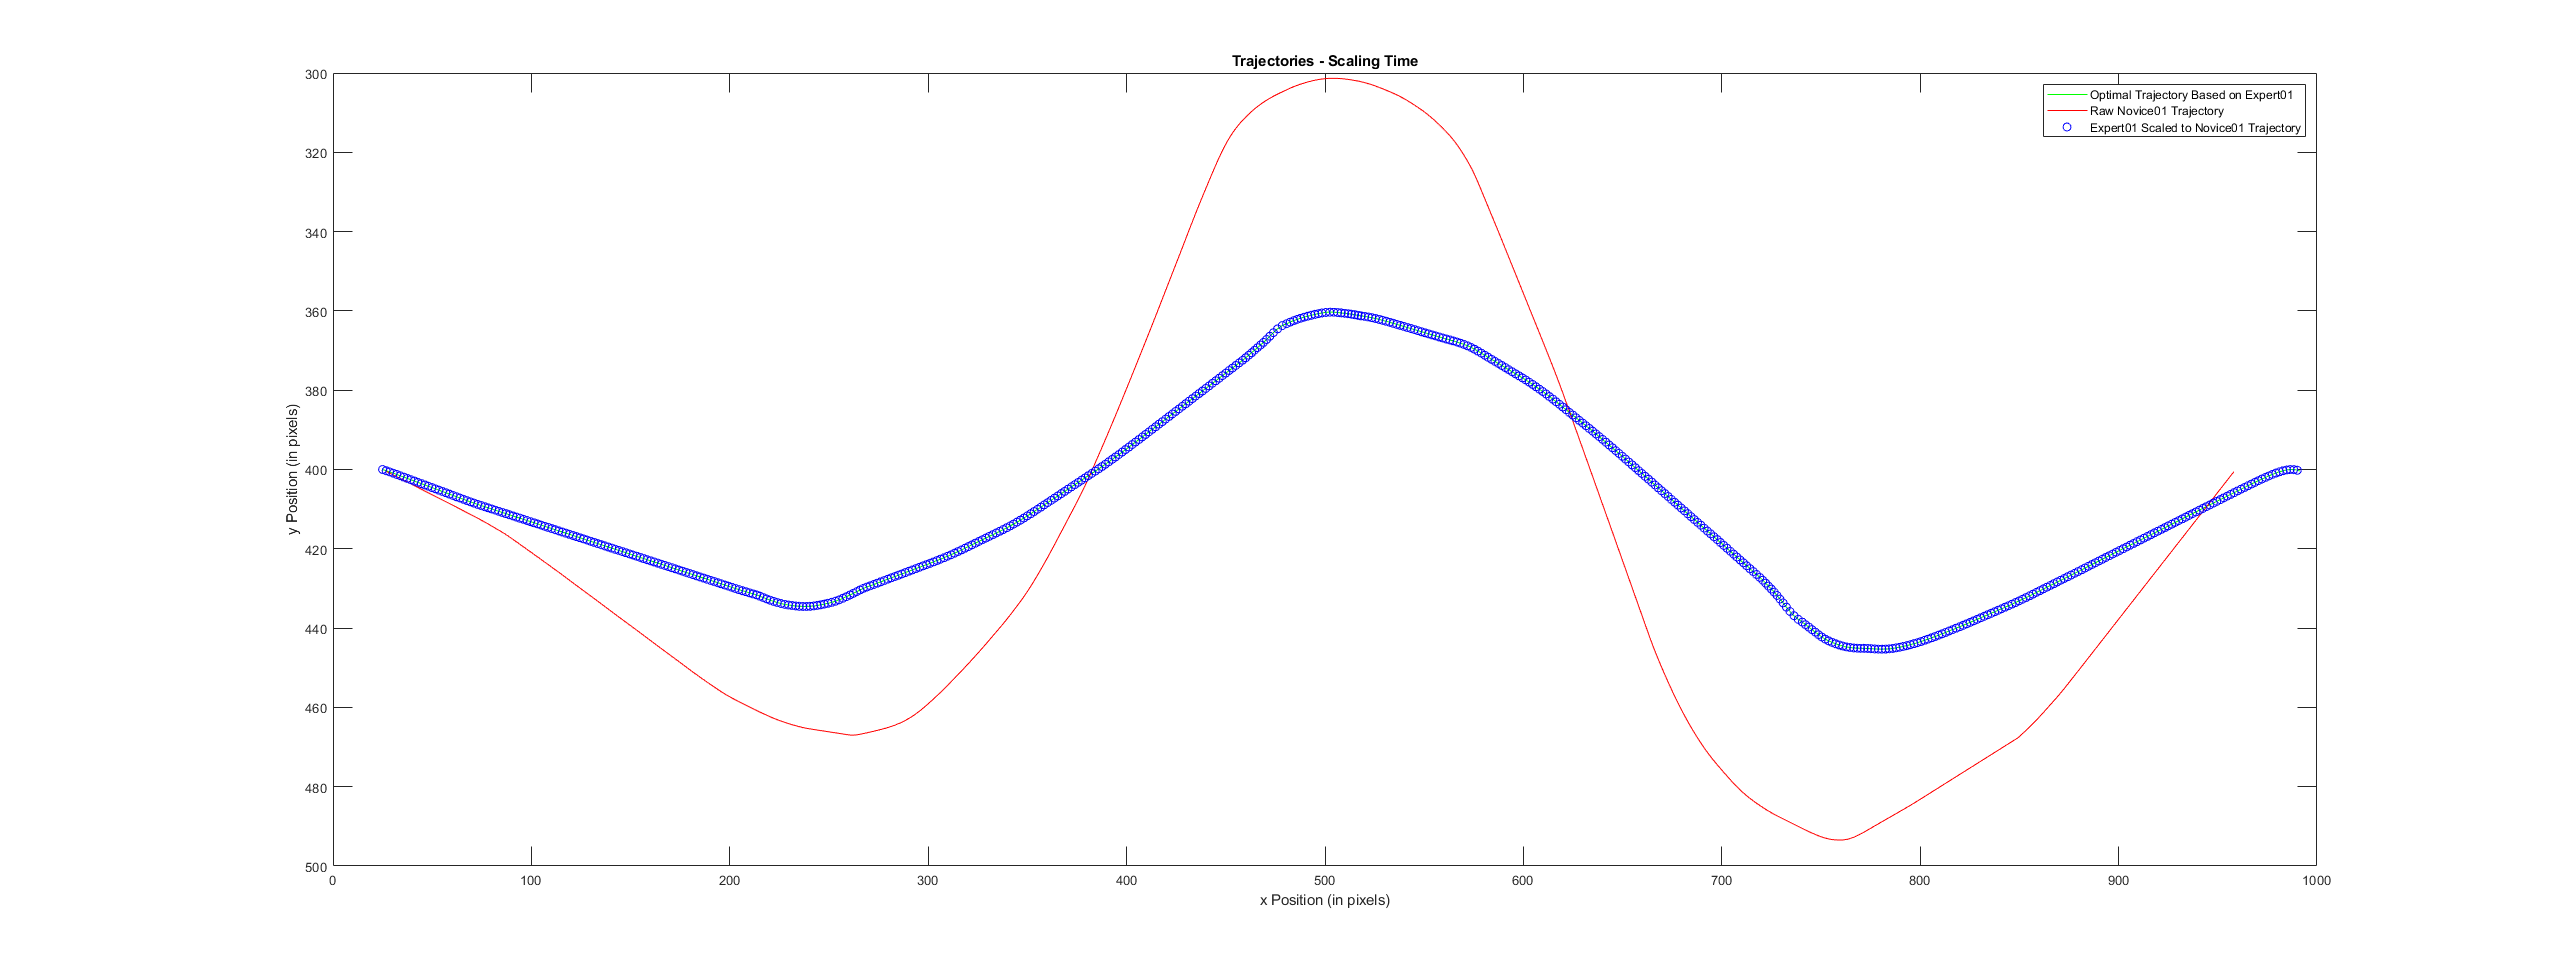 Trajectories - Scaling Time
Optimal Trajectory Based on Expert01
Raw Novice01 Trajectory
Expert01 Scaled to Novice01 Trajectory
y Position (in pixels)
300
320
340
360
380
400
420
440
460
480
500
0 100 200 300 400 500 600 700 800 900 1000
x Position (in pixels)